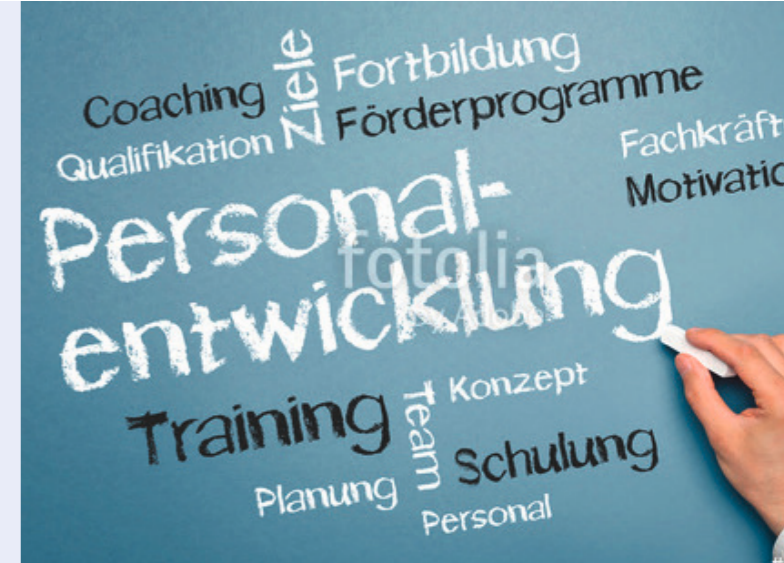 Ziele
Fortbildung
Coaching
Förderprogramme
Qualifikation
Fachkräft
Motivatio
Personal-
entwicklung
fotolia
Training
Team
Konzept
Schulung
Planung
Personal